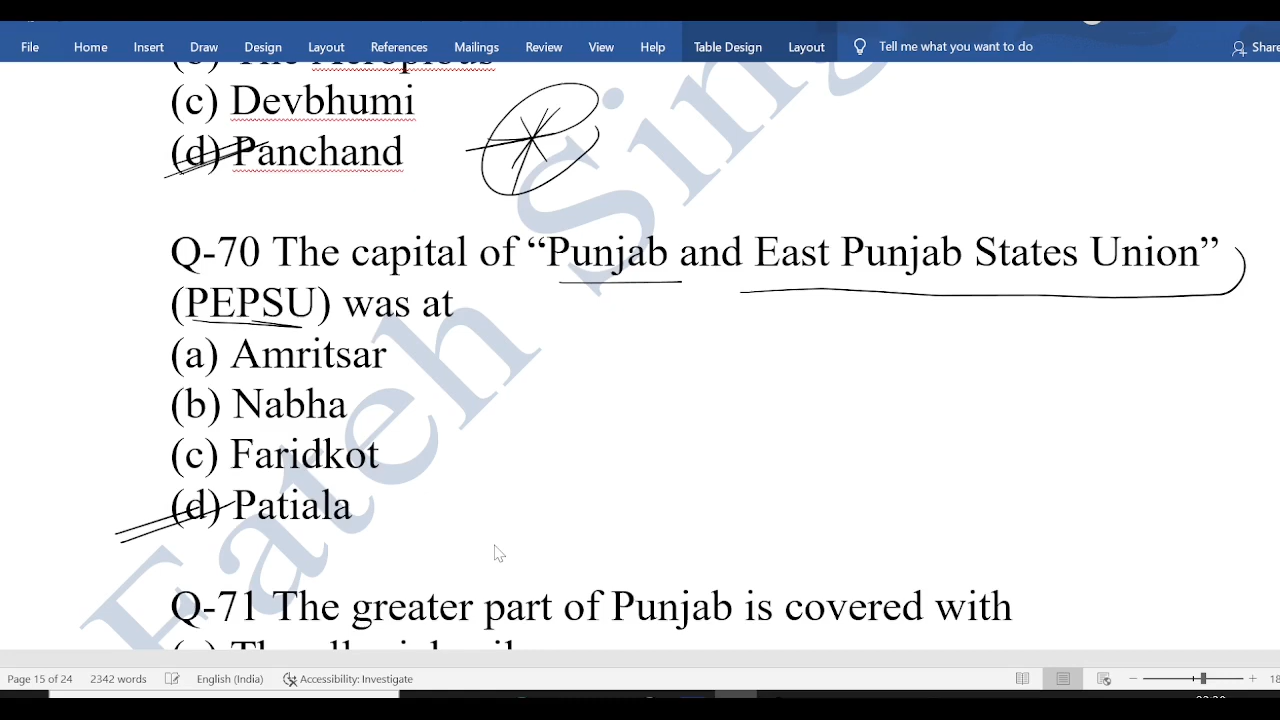 File Home Insert Draw Design Layout References Mailings Review View Help Table Design Layout Tell me what you want to do Share
(c) Devbhumi
(d) Panchand
Q-70 The capital of “Punjab and East Punjab States Union”
(PEPSU) was at
(a) Amritsar
(b) Nabha
(c) Faridkot
(d) Patiala
Q-71 The greater part of Punjab is covered with
Fateh Sing
Page 15 of 24 2342 words English (India) Accessibility: Investigate